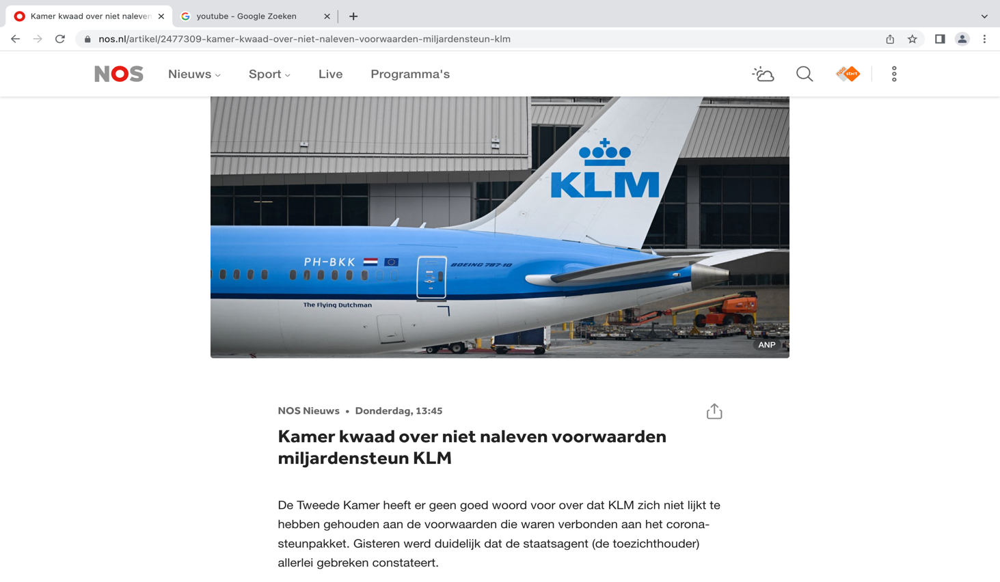 Kamer kwaad over niet naleven
youtube - Google Zoeken
nos.nl/artikel/2477309-kamer-kwaad-over-niet-naleven-voorwaarden-miljardensteun-klm
NOS
Nieuws
Sport
Live
Programma's
npo start
KLM
PH-BKK
BOEING 787-10
The Flying Dutchman
ANP
NOS Nieuws • Donderdag, 13:45
Kamer kwaad over niet naleven voorwaarden
miljardensteun KLM
De Tweede Kamer heeft er geen goed woord voor over dat KLM zich niet lijkt te
hebben gehouden aan de voorwaarden die waren verbonden aan het corona-
steunpakket. Gisteren werd duidelijk dat de staatsagent (de toezichthouder)
allerlei gebreken constateert.